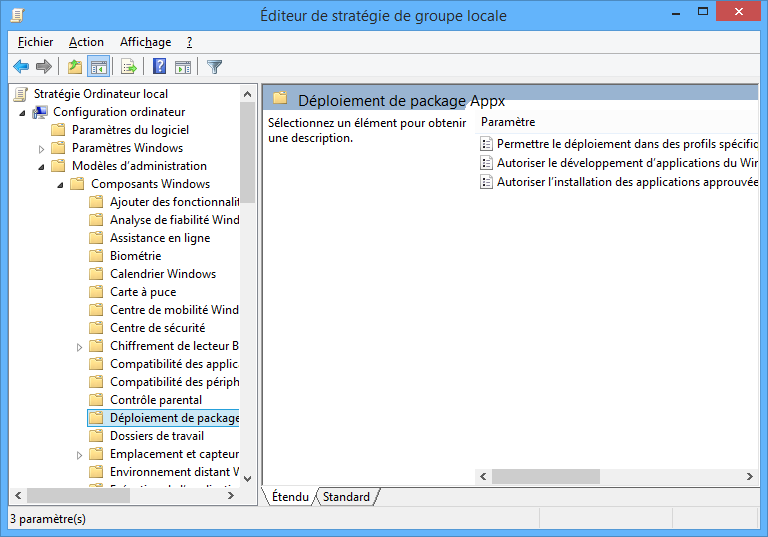 Éditeur de stratégie de groupe locale
Fichier Action Affichage ?
Stratégie Ordinateur local
Configuration ordinateur
Paramètres du logiciel
Paramètres Windows
Modèles d'administration
Composants Windows
Ajouter des fonctionnalit
Analyse de fiabilité Wind
Assistance en ligne
Biométrie
Calendrier Windows
Carte à puce
Centre de mobilité Wind
Centre de sécurité
Chiffrement de lecteur B
Compatibilité des applic
Compatibilité des périph
Contrôle parental
Déploiement de package
Dossiers de travail
Emplacement et capteur
Environnement distant W
Déploiement de package Appx
Sélectionnez un élément pour obtenir
une description.
Paramètre
Permettre le déploiement dans des profils spécific
Autoriser le développement d'applications du Win
Autoriser l'installation des applications approuvée
Étendu Standard
3 paramètre(s)